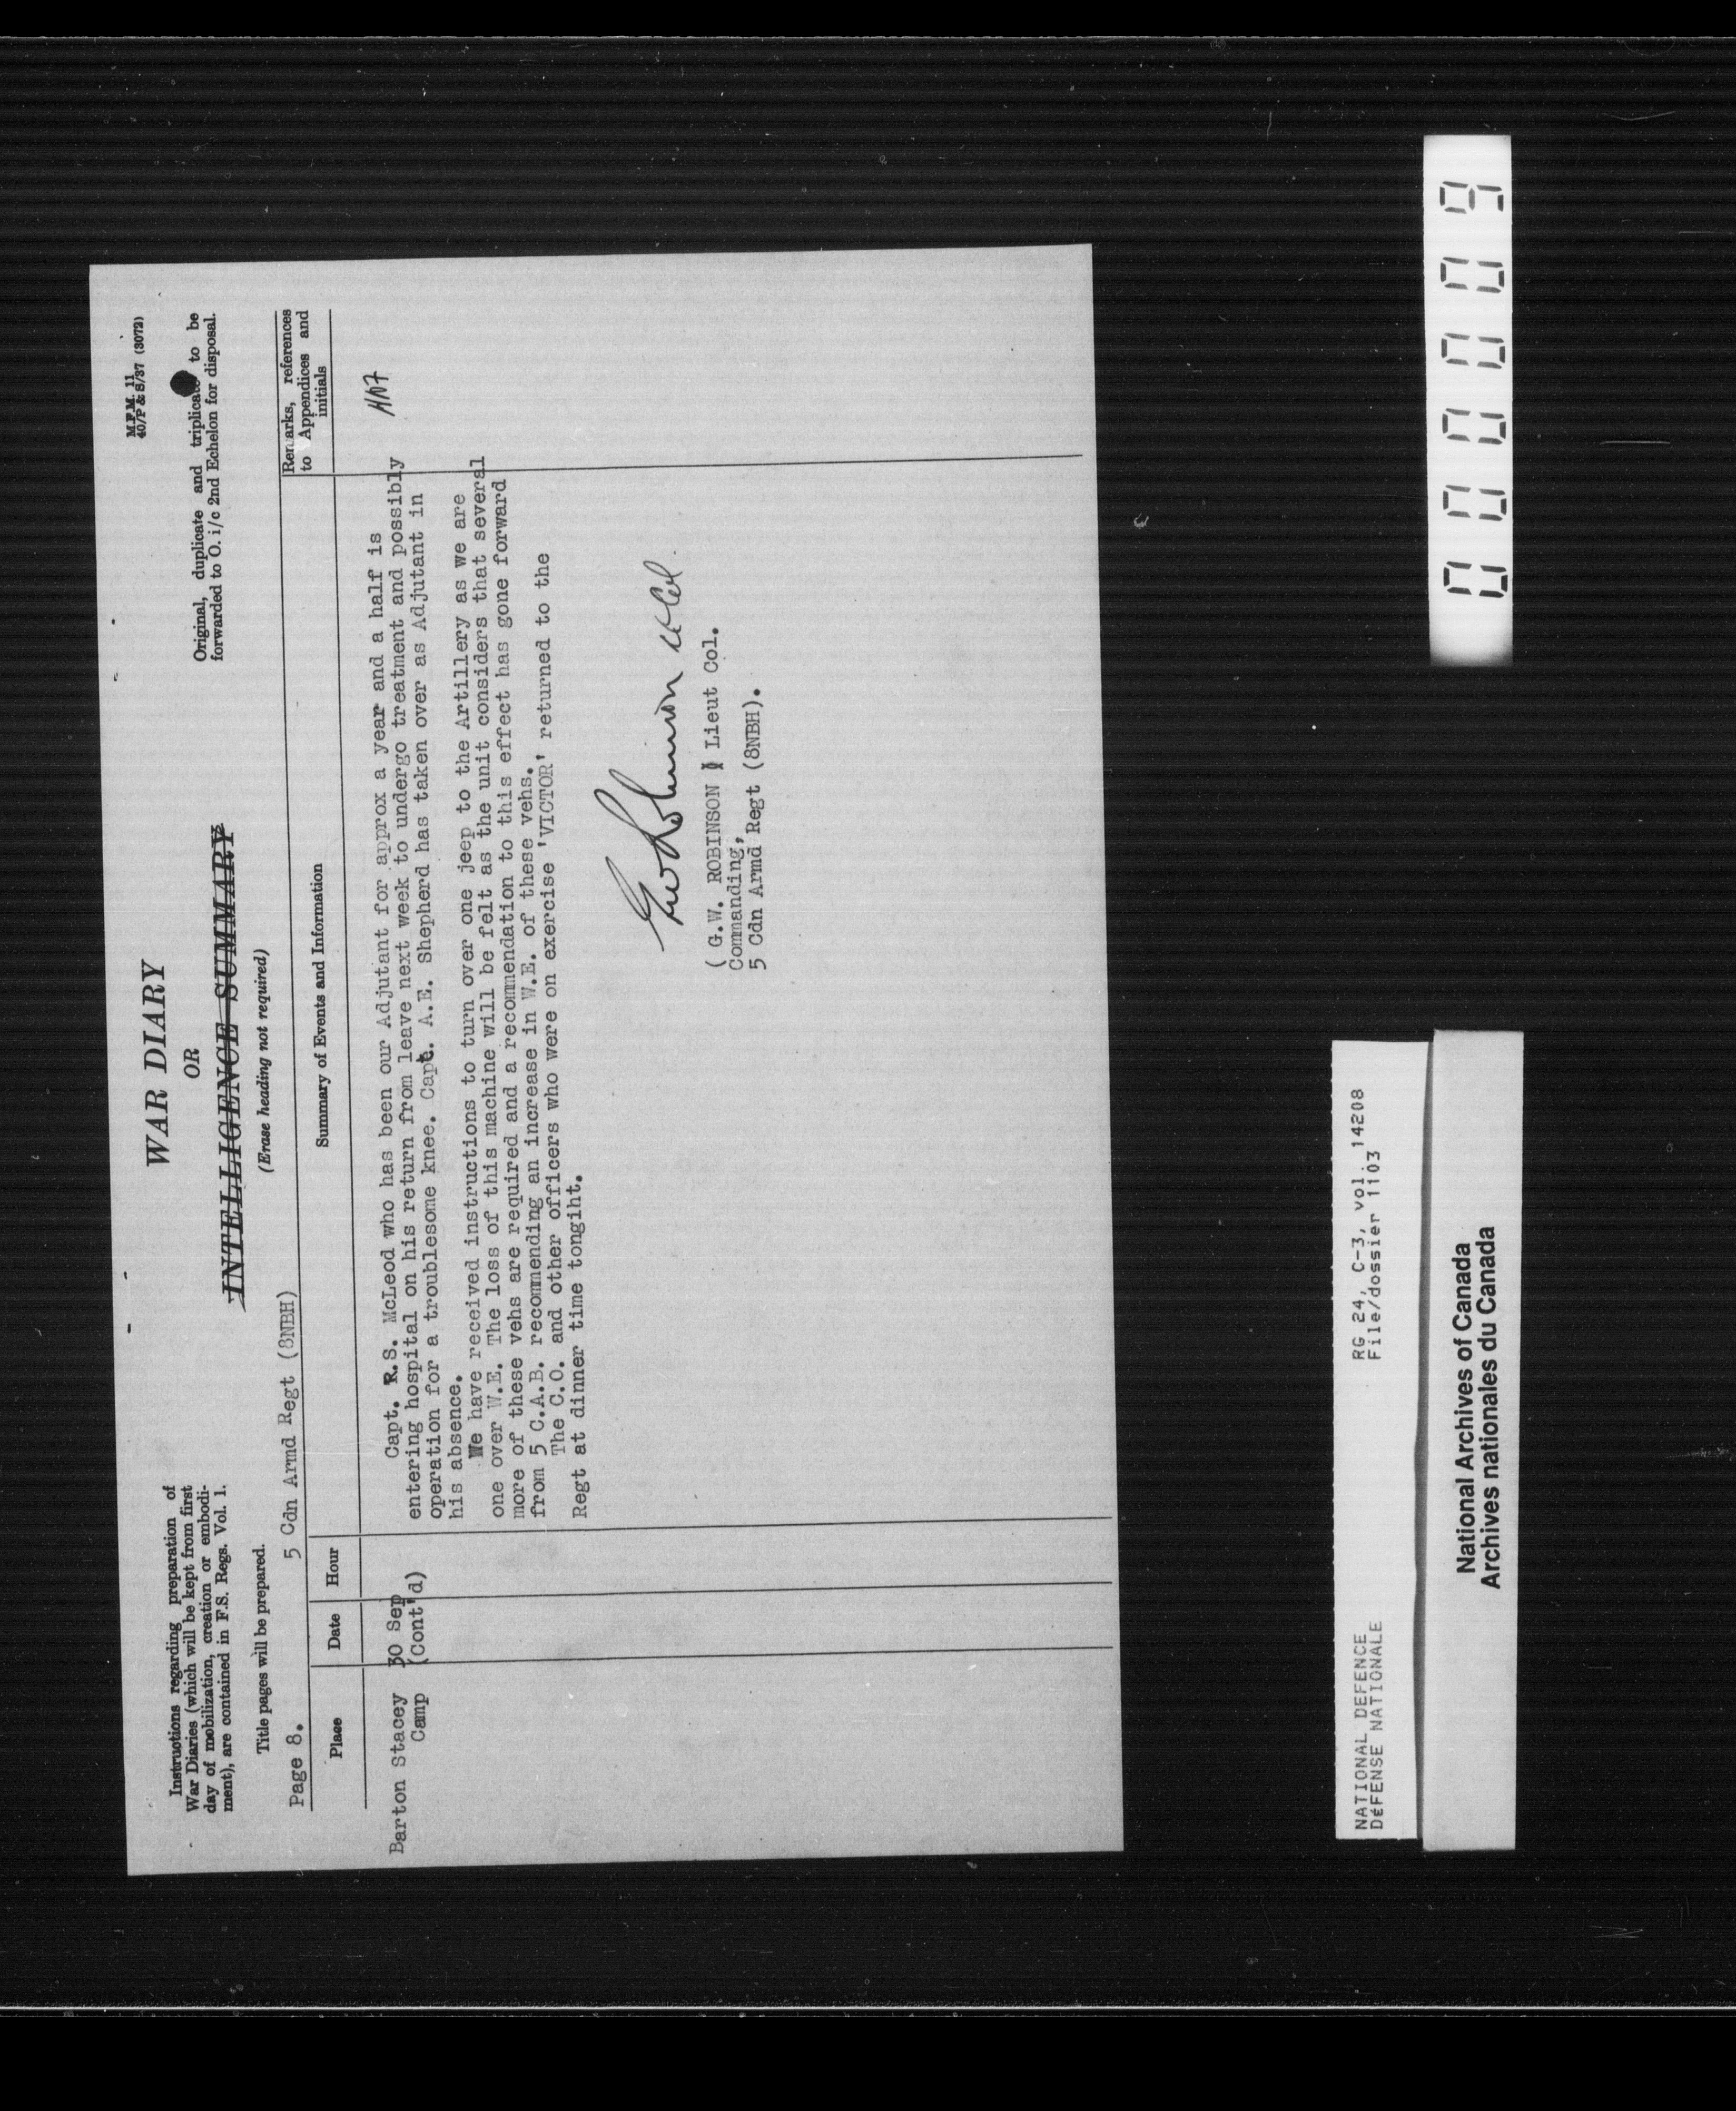 M.F.M. 11
40/P & S/37 (3072)
Instructions regarding preparation of
War Diaries (which will be kept from first
day of mobilization, creation or embodi-
ment), are contained in F.S. Regs. Vol. 1.
Title pages will be prepared.
WAR DIARY
OR
INTELLIGENCE SUMMARY
(Erase heading not required)
Original, duplicate and triplicate to be
forwarded to O. i/c 2nd Echelon for disposal.
Page 8.
5 Cdn Armd Regt (8NBH)
Place
Date
Hour
Summary of Events and Information
Remarks, references
to Appendices and
initials
Barton Stacey
Camp
30 Sep
(Cont'd)
Capt. R.S. McLeod who has been our Adjutant for approx a year and a half is
entering hospital on his return from leave next week to undergo treatment and possibly
operation for a troublesome knee. Capt. A.E. Shepherd has taken over as Adjutant in
his absence.
We have received instructions to turn over one jeep to the Artillery as we are
one over W.E. The loss of this machine will be felt as the unit considers that several
more of these vehs are required and a recommendation to this effect has gone forward
from 5 C.A.B. recommending an increase in W.E. of these vehs.
The C.O. and other officers who were on exercise 'VICTOR' returned to the
Regt at dinner time tongiht.
GW Robinson Lt Col.
( G.W. ROBINSON ) Lieut Col.
Commanding,
5 Cdn Armd Regt (8NBH).
NATIONAL DEFENCE
DÉFENSE NATIONALE
RG 24, C-3, vol. 14208
File/dossier 1103
National Archives of Canada
Archives nationales du Canada
000009